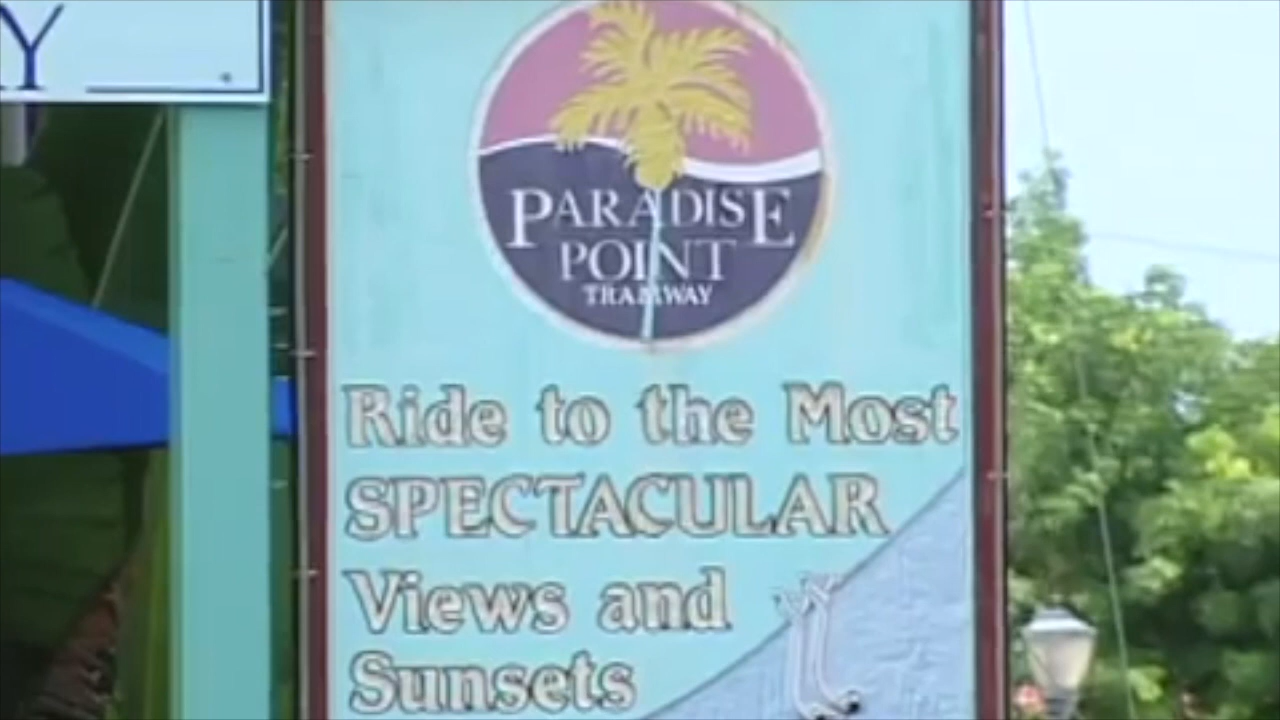 Y
PARADISE
POINT
TRAMWAY
Ride to the Most
SPECTACULAR
Views and
Sunsets